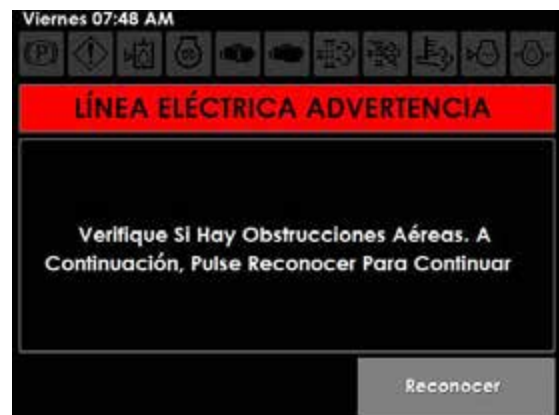 Viernes 07:48 AM
LÍNEA ELÉCTRICA ADVERTENCIA
Verifique Si Hay Obstrucciones Aéreas. A
Continuación, Pulse Reconocer Para Continuar
Reconocer